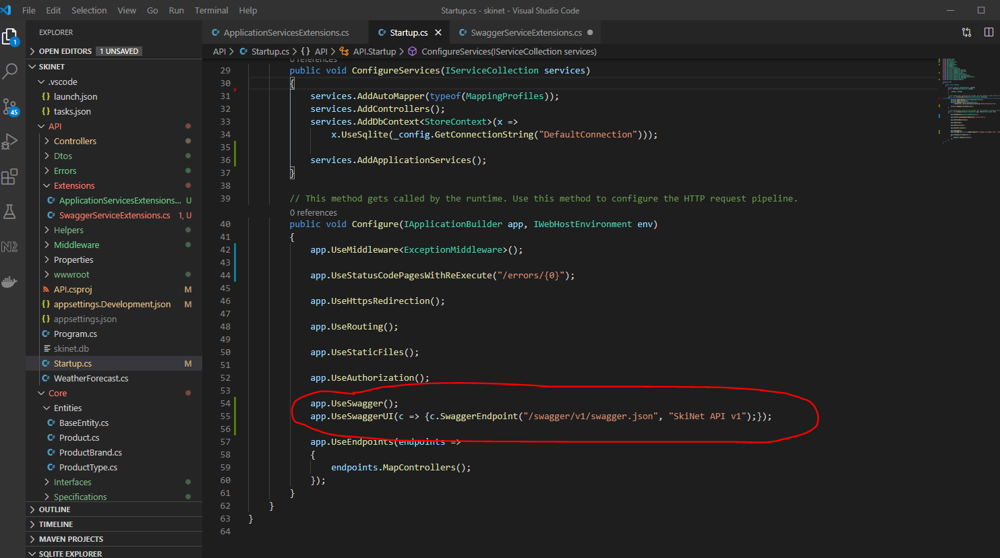 File Edit Selection View Go Run Terminal Help Startup.cs - skinet - Visual Studio Code
EXPLORER
OPEN EDITORS 1 UNSAVED
SKINET
.vscode
launch.json
tasks.json
API
Controllers
Dtos
Errors
Extensions
ApplicationServicesExtensions... U
SwaggerServiceExtensions.cs 1, U
Helpers
Middleware
Properties
wwwroot
API.csproj M
appsettings.Development.json M
appsettings.json
Program.cs
skinet.db
Startup.cs M
WeatherForecast.cs
Core
Entities
BaseEntity.cs
Product.cs
ProductBrand.cs
ProductType.cs
Interfaces
Specifications
OUTLINE
TIMELINE
MAVEN PROJECTS
SQLITE EXPLORER
1
45
ApplicationServicesExtensions.cs Startup.cs SwaggerServiceExtensions.cs
API > Startup.cs > {} API > API.Startup > ConfigureServices(IServiceCollection services)
0 references
29 public void ConfigureServices(IServiceCollection services)
30 {
31 services.AddAutoMapper(typeof(MappingProfiles));
32 services.AddControllers();
33 services.AddDbContext<StoreContext>(x =>
34 x.UseSqlite(_config.GetConnectionString("DefaultConnection")));
35
36 services.AddApplicationServices();
37 }
38
39 // This method gets called by the runtime. Use this method to configure the HTTP request pipeline.
0 references
40 public void Configure(IApplicationBuilder app, IWebHostEnvironment env)
41 {
42 app.UseMiddleware<ExceptionMiddleware>();
43
44 app.UseStatusCodePagesWithReExecute("/errors/{0}");
45
46 app.UseHttpsRedirection();
47
48 app.UseRouting();
49
50 app.UseStaticFiles();
51
52 app.UseAuthorization();
53
54 app.UseSwagger();
55 app.UseSwaggerUI(c => {c.SwaggerEndpoint("/swagger/v1/swagger.json", "SkiNet API v1");});
56
57 app.UseEndpoints(endpoints =>
58 {
59 endpoints.MapControllers();
60 });
61 }
62 }
63 }
64